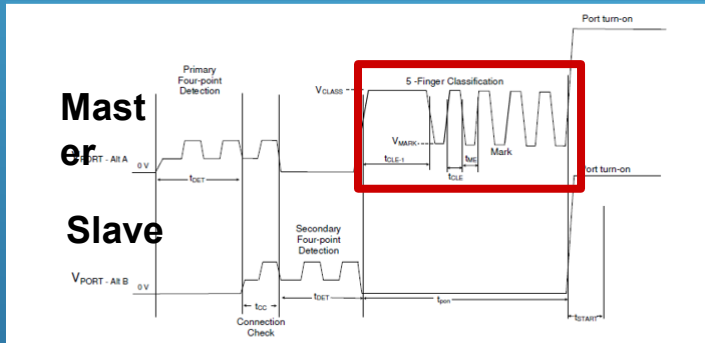 Port turn-on
Primary
Four-point
Detection
5 -Finger Classification
VCLASS
Mast
er
VMARK
Mark
VPORT - Alt A
0 V
tCLE-1
tME
tCLE
tDET
Port turn-on
Slave
Secondary
Four-point
Detection
VPORT - Alt B
0 V
tCC
tDET
tpon
tSTART
Connection
Check